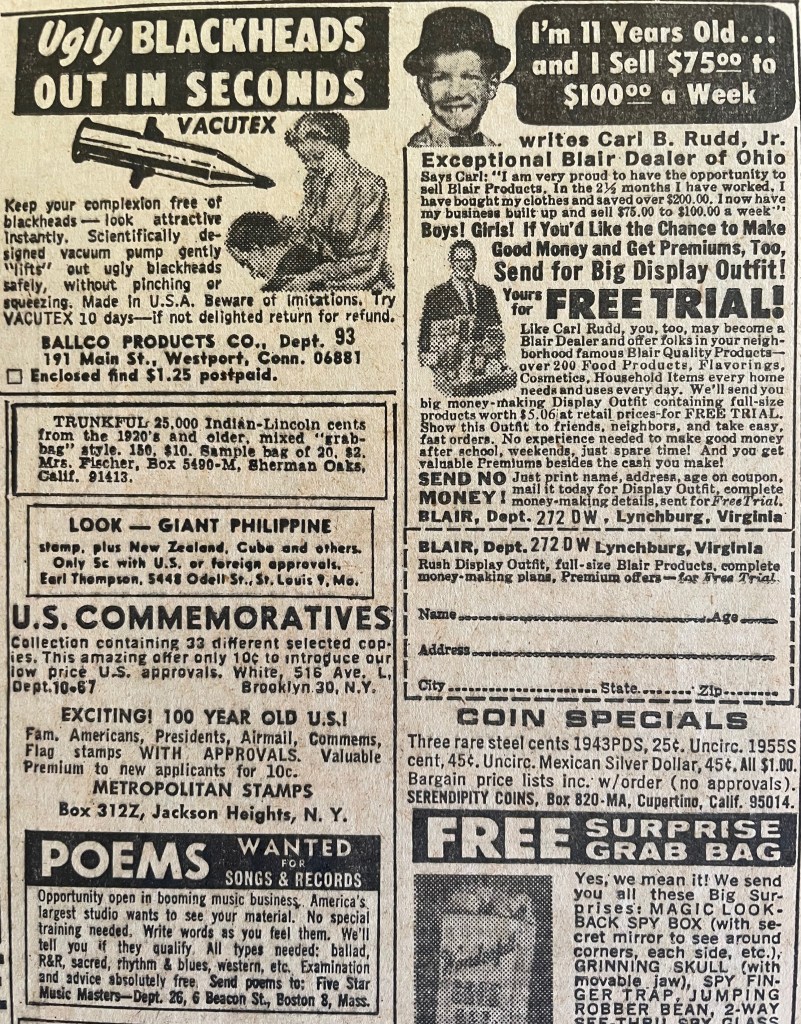 Ugly BLACKHEADS
OUT IN SECONDS
VACUTEX
Keep your complexion free of
blackheads — look attractive
instantly. Scientifically de-
signed vacuum pump gently
"lifts" out ugly blackheads
safely, without pinching or
squeezing. Made in U.S.A. Beware of imitations. Try
VACUTEX 10 days—if not delighted return for refund.
BALLCO PRODUCTS CO., Dept. 93
191 Main St., Westport, Conn. 06881
□ Enclosed find $1.25 postpaid.
TRUNKFUL 25,000 Indian-Lincoln cents
from the 1920's and older, mixed "grab-
bag" style. 150, $10. Sample bag of 20, $2.
Mrs. Fischer, Box 5490-M, Sherman Oaks,
Calif. 91413.
LOOK — GIANT PHILIPPINE
stamp, plus New Zealand, Cuba and others.
Only 5c with U.S. or foreign approvals.
Earl Thompson, 5448 Odell St., St. Louis 9, Mo.
U.S. COMMEMORATIVES
Collection containing 33 different selected cop-
ies. This amazing offer only 10¢ to introduce our
low price U.S. approvals. White, 516 Ave. L,
Dept.10-67 Brooklyn 30, N.Y.
EXCITING! 100 YEAR OLD U.S.!
Fam. Americans, Presidents, Airmail, Commems,
Flag stamps WITH APPROVALS. Valuable
Premium to new applicants for 10c.
METROPOLITAN STAMPS
Box 312Z, Jackson Heights, N. Y.
POEMS WANTED
FOR
SONGS & RECORDS
Opportunity open in booming music business. America's
largest studio wants to see your material. No special
training needed. Write words as you feel them. We'll
tell you if they qualify. All types needed: ballad,
R&R, sacred, rhythm & blues, western, etc. Examination
and advice absolutely free. Send poems to: Five Star
Music Masters—Dept. 26, 6 Beacon St., Boston 8, Mass.
I'm 11 Years Old...
and I Sell $75.00 to
$100.00 a Week
writes Carl B. Rudd, Jr.
Exceptional Blair Dealer of Ohio
Says Carl: "I am very proud to have the opportunity to
sell Blair Products. In the 2½ months I have worked, I
have bought my clothes and saved over $200.00. I now have
my business built up and sell $75.00 to $100.00 a week"
Boys! Girls! If You'd Like the Chance to Make
Good Money and Get Premiums, Too,
Send for Big Display Outfit!
Yours
for FREE TRIAL!
Like Carl Rudd, you, too, may become a
Blair Dealer and offer folks in your neigh-
borhood famous Blair Quality Products—
over 200 Food Products, Flavorings,
Cosmetics, Household Items every home
needs and uses every day. We'll send you
big money-making Display Outfit containing full-size
products worth $5.06 at retail prices-for FREE TRIAL.
Show this Outfit to friends, neighbors, and take easy,
fast orders. No experience needed to make good money
after school, weekends, just spare time! And you get
valuable Premiums besides the cash you make!
SEND NO MONEY! Just print name, address, age on coupon,
mail it today for Display Outfit, complete
money-making details, sent for Free Trial.
BLAIR, Dept. 272DW, Lynchburg, Virginia
BLAIR, Dept. 272DW Lynchburg, Virginia
Rush Display Outfit, full-size Blair Products, complete
money-making plans, Premium offers—for Free Trial.
Name Age
Address
City State Zip
COIN SPECIALS
Three rare steel cents 1943PDS, 25¢. Uncirc. 1955S
cent, 45¢. Uncirc. Mexican Silver Dollar, 45¢. All $1.00.
Bargain price lists inc. w/order (no approvals).
SERENDIPITY COINS, Box 820-MA, Cupertino, Calif. 95014.
FREE SURPRISE
GRAB BAG
Wonderful
Yes, we mean it! We send
you all these Big Sur-
prises: MAGIC LOOK-
BACK SPY BOX (with se-
cret mirror to see around
corners, each side, etc.),
GRINNING SKULL (with
movable jaw), SPY FIN-
GER TRAP, JUMPING
ROBBER BEAN, 2-WAY
SEE-THRU SPY GLASS